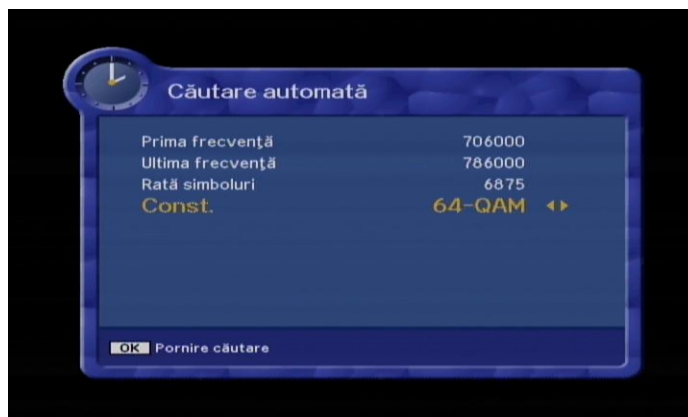 Căutare automată
Prima frecvenţă 706000
Ultima frecvenţă 786000
Rată simboluri 6875
Const. 64-QAM
OK Pornire căutare